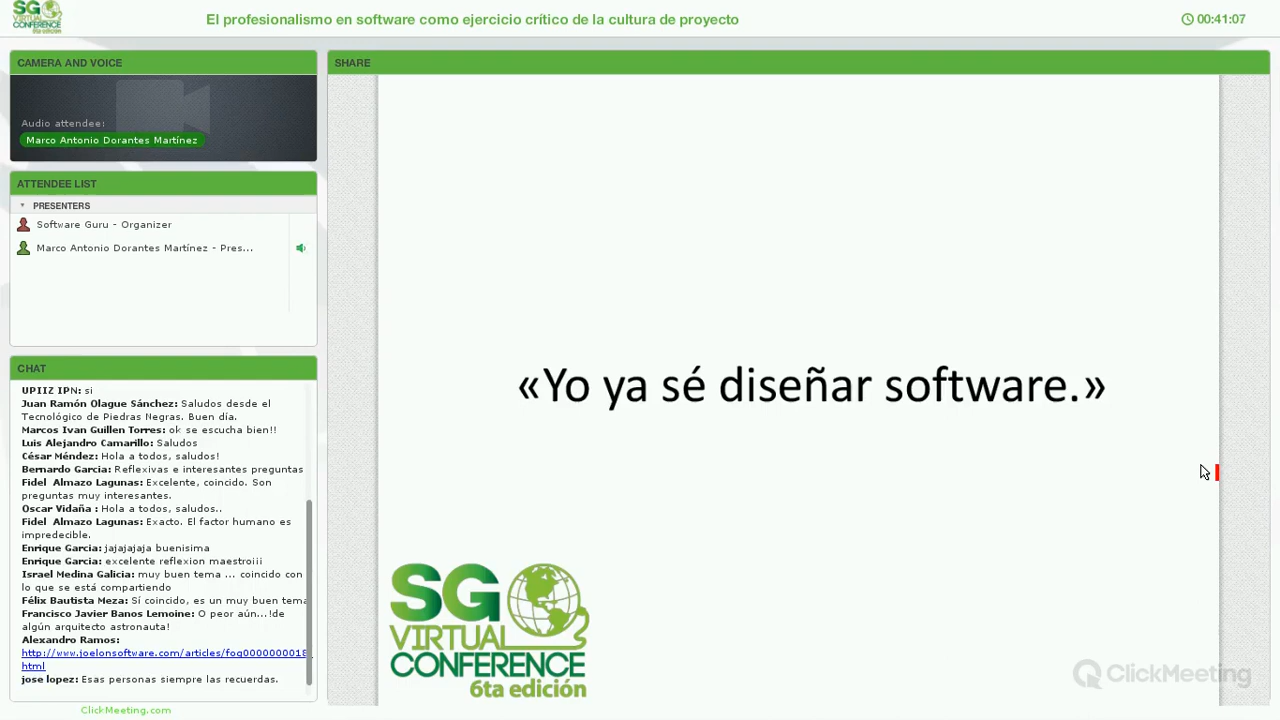 SG
VIRTUAL
CONFERENCE
6ta edición
El profesionalismo en software como ejercicio crítico de la cultura de proyecto
00:41:07
CAMERA AND VOICE
Audio attendee:
Marco Antonio Dorantes Martínez
ATTENDEE LIST
PRESENTERS
Software Guru - Organizer
Marco Antonio Dorantes Martínez - Pres...
CHAT
UPIIZ IPN: si
Juan Ramón Olague Sánchez: Saludos desde el
Tecnológico de Piedras Negras. Buen día.
Marcos Ivan Guillen Torres: ok se escucha bien!!
Luis Alejandro Camarillo: Saludos
César Méndez: Hola a todos, saludos!
Bernardo Garcia: Reflexivas e interesantes preguntas
Fidel Almazo Lagunas: Excelente, coincido. Son
preguntas muy interesantes.
Oscar Vidaña : Hola a todos, saludos..
Fidel Almazo Lagunas: Exacto. El factor humano es
impredecible.
Enrique Garcia: jajajajaja buenisima
Enrique Garcia: excelente reflexion maestro¡¡¡
Israel Medina Galicia: muy buen tema ... coincido con
lo que se está compartiendo
Félix Bautista Meza: Sí coincido, es un muy buen tema
Francisco Javier Banos Lemoine: O peor aún...!de
algún arquitecto astronauta!
Alexandro Ramos:
http://www.joelonsoftware.com/articles/fog0000000018.
html
jose lopez: Esas personas siempre las recuerdas.
ClickMeeting.com
SHARE
«Yo ya sé diseñar software.»
SG
VIRTUAL
CONFERENCE
6ta edición
ClickMeeting